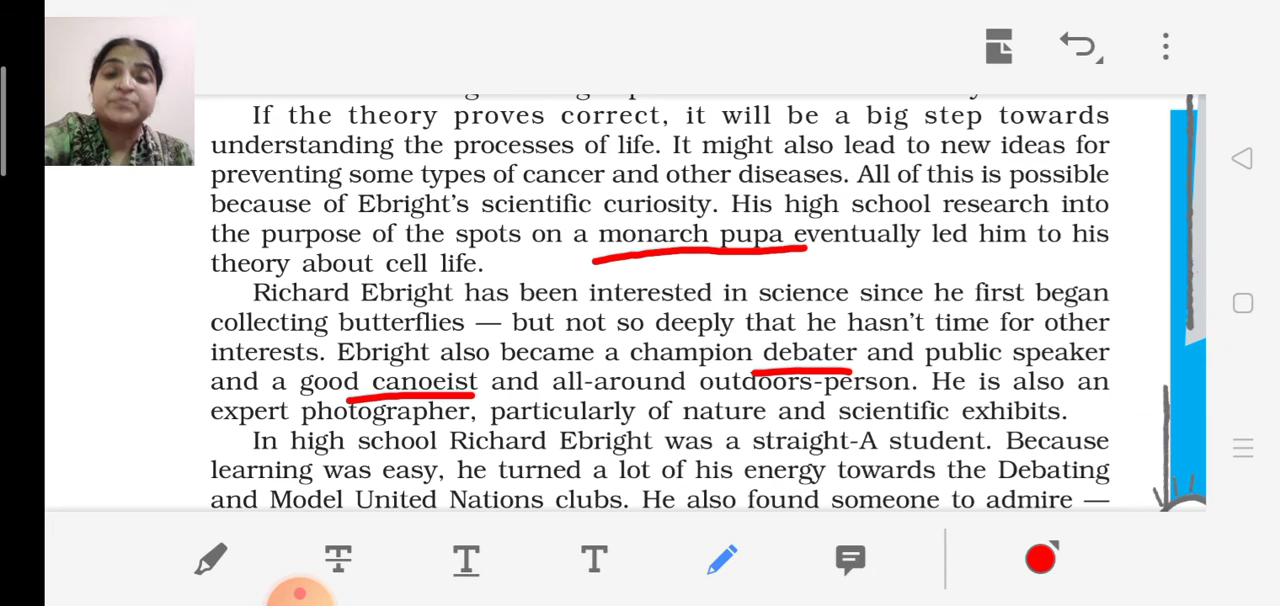 If the theory proves correct, it will be a big step towards
understanding the processes of life. It might also lead to new ideas for
preventing some types of cancer and other diseases. All of this is possible
because of Ebright's scientific curiosity. His high school research into
the purpose of the spots on a monarch pupa eventually led him to his
theory about cell life.
Richard Ebright has been interested in science since he first began
collecting butterflies — but not so deeply that he hasn't time for other
interests. Ebright also became a champion debater and public speaker
and a good canoeist and all-around outdoors-person. He is also an
expert photographer, particularly of nature and scientific exhibits.
In high school Richard Ebright was a straight-A student. Because
learning was easy, he turned a lot of his energy towards the Debating
and Model United Nations clubs. He also found someone to admire —
T T T